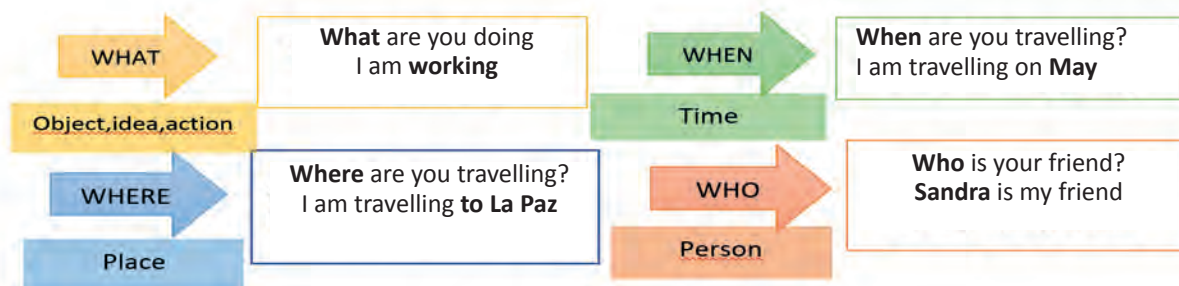 WHAT
What are you doing
I am working
Object,idea,action
WHEN
When are you travelling?
I am travelling on May
Time
WHERE
Where are you travelling?
I am travelling to La Paz
Place
WHO
Who is your friend?
Sandra is my friend
Person